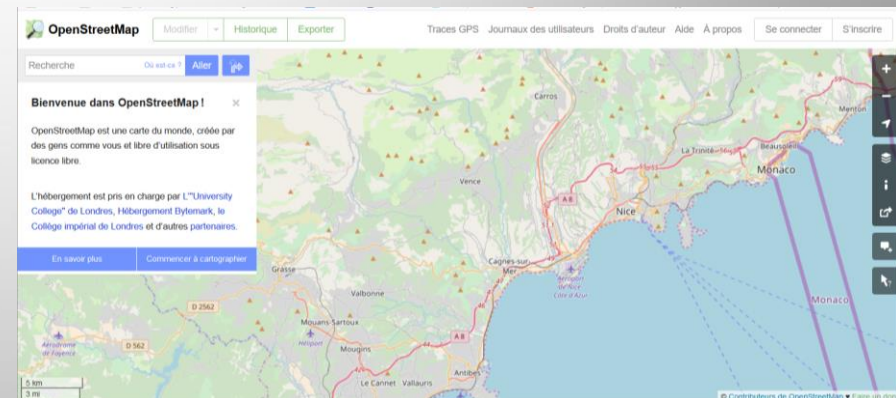 OpenStreetMap Modifier Historique Exporter Traces GPS Journaux des utilisateurs Droits d'auteur Aide À propos Se connecter S'inscrire
Recherche Où est-ce ? Aller
Bienvenue dans OpenStreetMap ! ×
OpenStreetMap est une carte du monde, créée par
des gens comme vous et libre d'utilisation sous
licence libre.
L'hébergement est pris en charge par L'"University
College" de Londres, Hébergement Bytemark, le
Collège impérial de Londres et d'autres partenaires.
En savoir plus Commencer à cartographier
Carros
Menton
La Trinité
Beausoleil
Monaco
Vence
A 8
Nice
Cagnes-sur-
Mer
Aéroport
de Nice
Côte d'Azur
Grasse
Valbonne
Monaco
D 2562
Mouans-Sartoux
Héliport
A 8
Aérodrome
de Fayence
D 562
Mougins
Antibes
Le Cannet Vallauris
5 km
3 mi
© Contributeurs de OpenStreetMap ♥ Faire un don